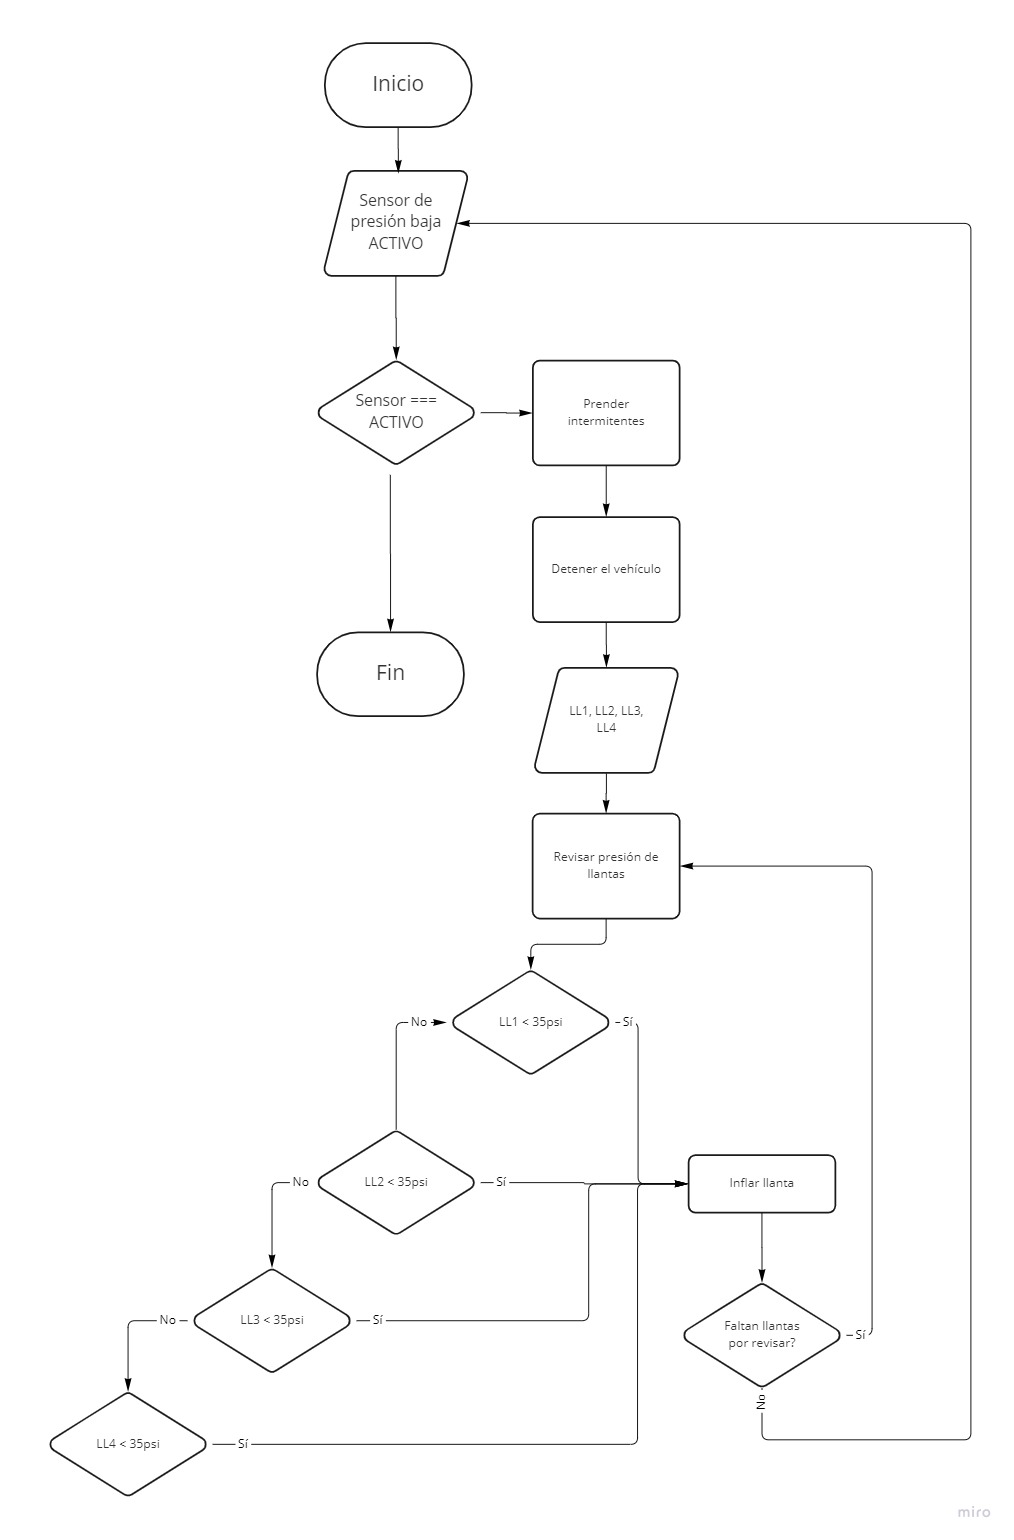 Inicio
Sensor de
presión baja
ACTIVO
Sensor ===
ACTIVO
Prender
intermitentes
Detener el vehículo
Fin
LL1, LL2, LL3,
LL4
Revisar presión de
llantas
No
LL1 < 35psi
Sí
No
LL2 < 35psi
Sí
Inflar llanta
No
LL3 < 35psi
Sí
Faltan llantas
por revisar?
Sí
No
LL4 < 35psi
Sí
miro